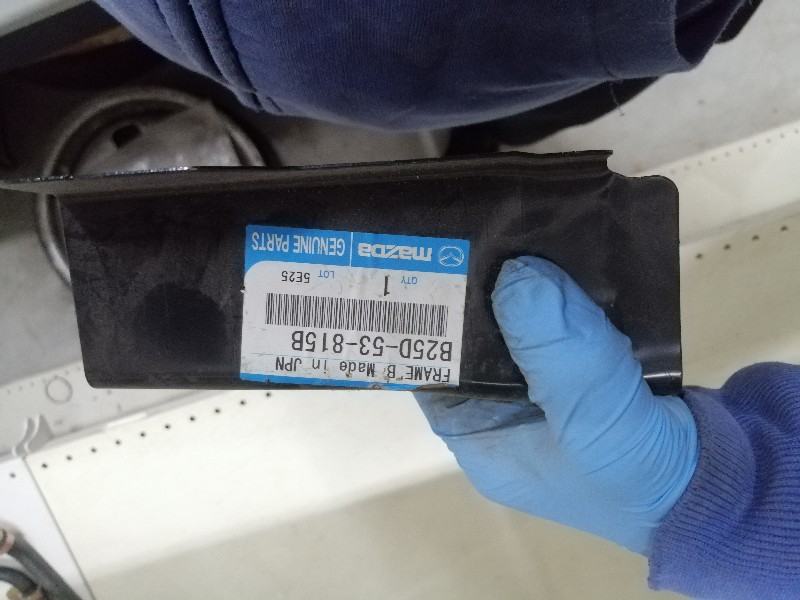 mazda GENUINE PARTS
QTY LOT
1 5E25
B25D-53-815B
FRAME'B' Made in JPN